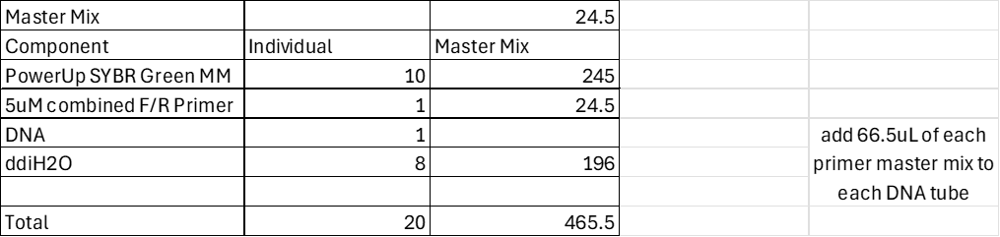 Master Mix 24.5
Component Individual Master Mix
PowerUp SYBR Green MM 10 245
5uM combined F/R Primer 1 24.5
DNA 1
ddiH2O 8 196
Total 20 465.5
add 66.5uL of each
primer master mix to
each DNA tube